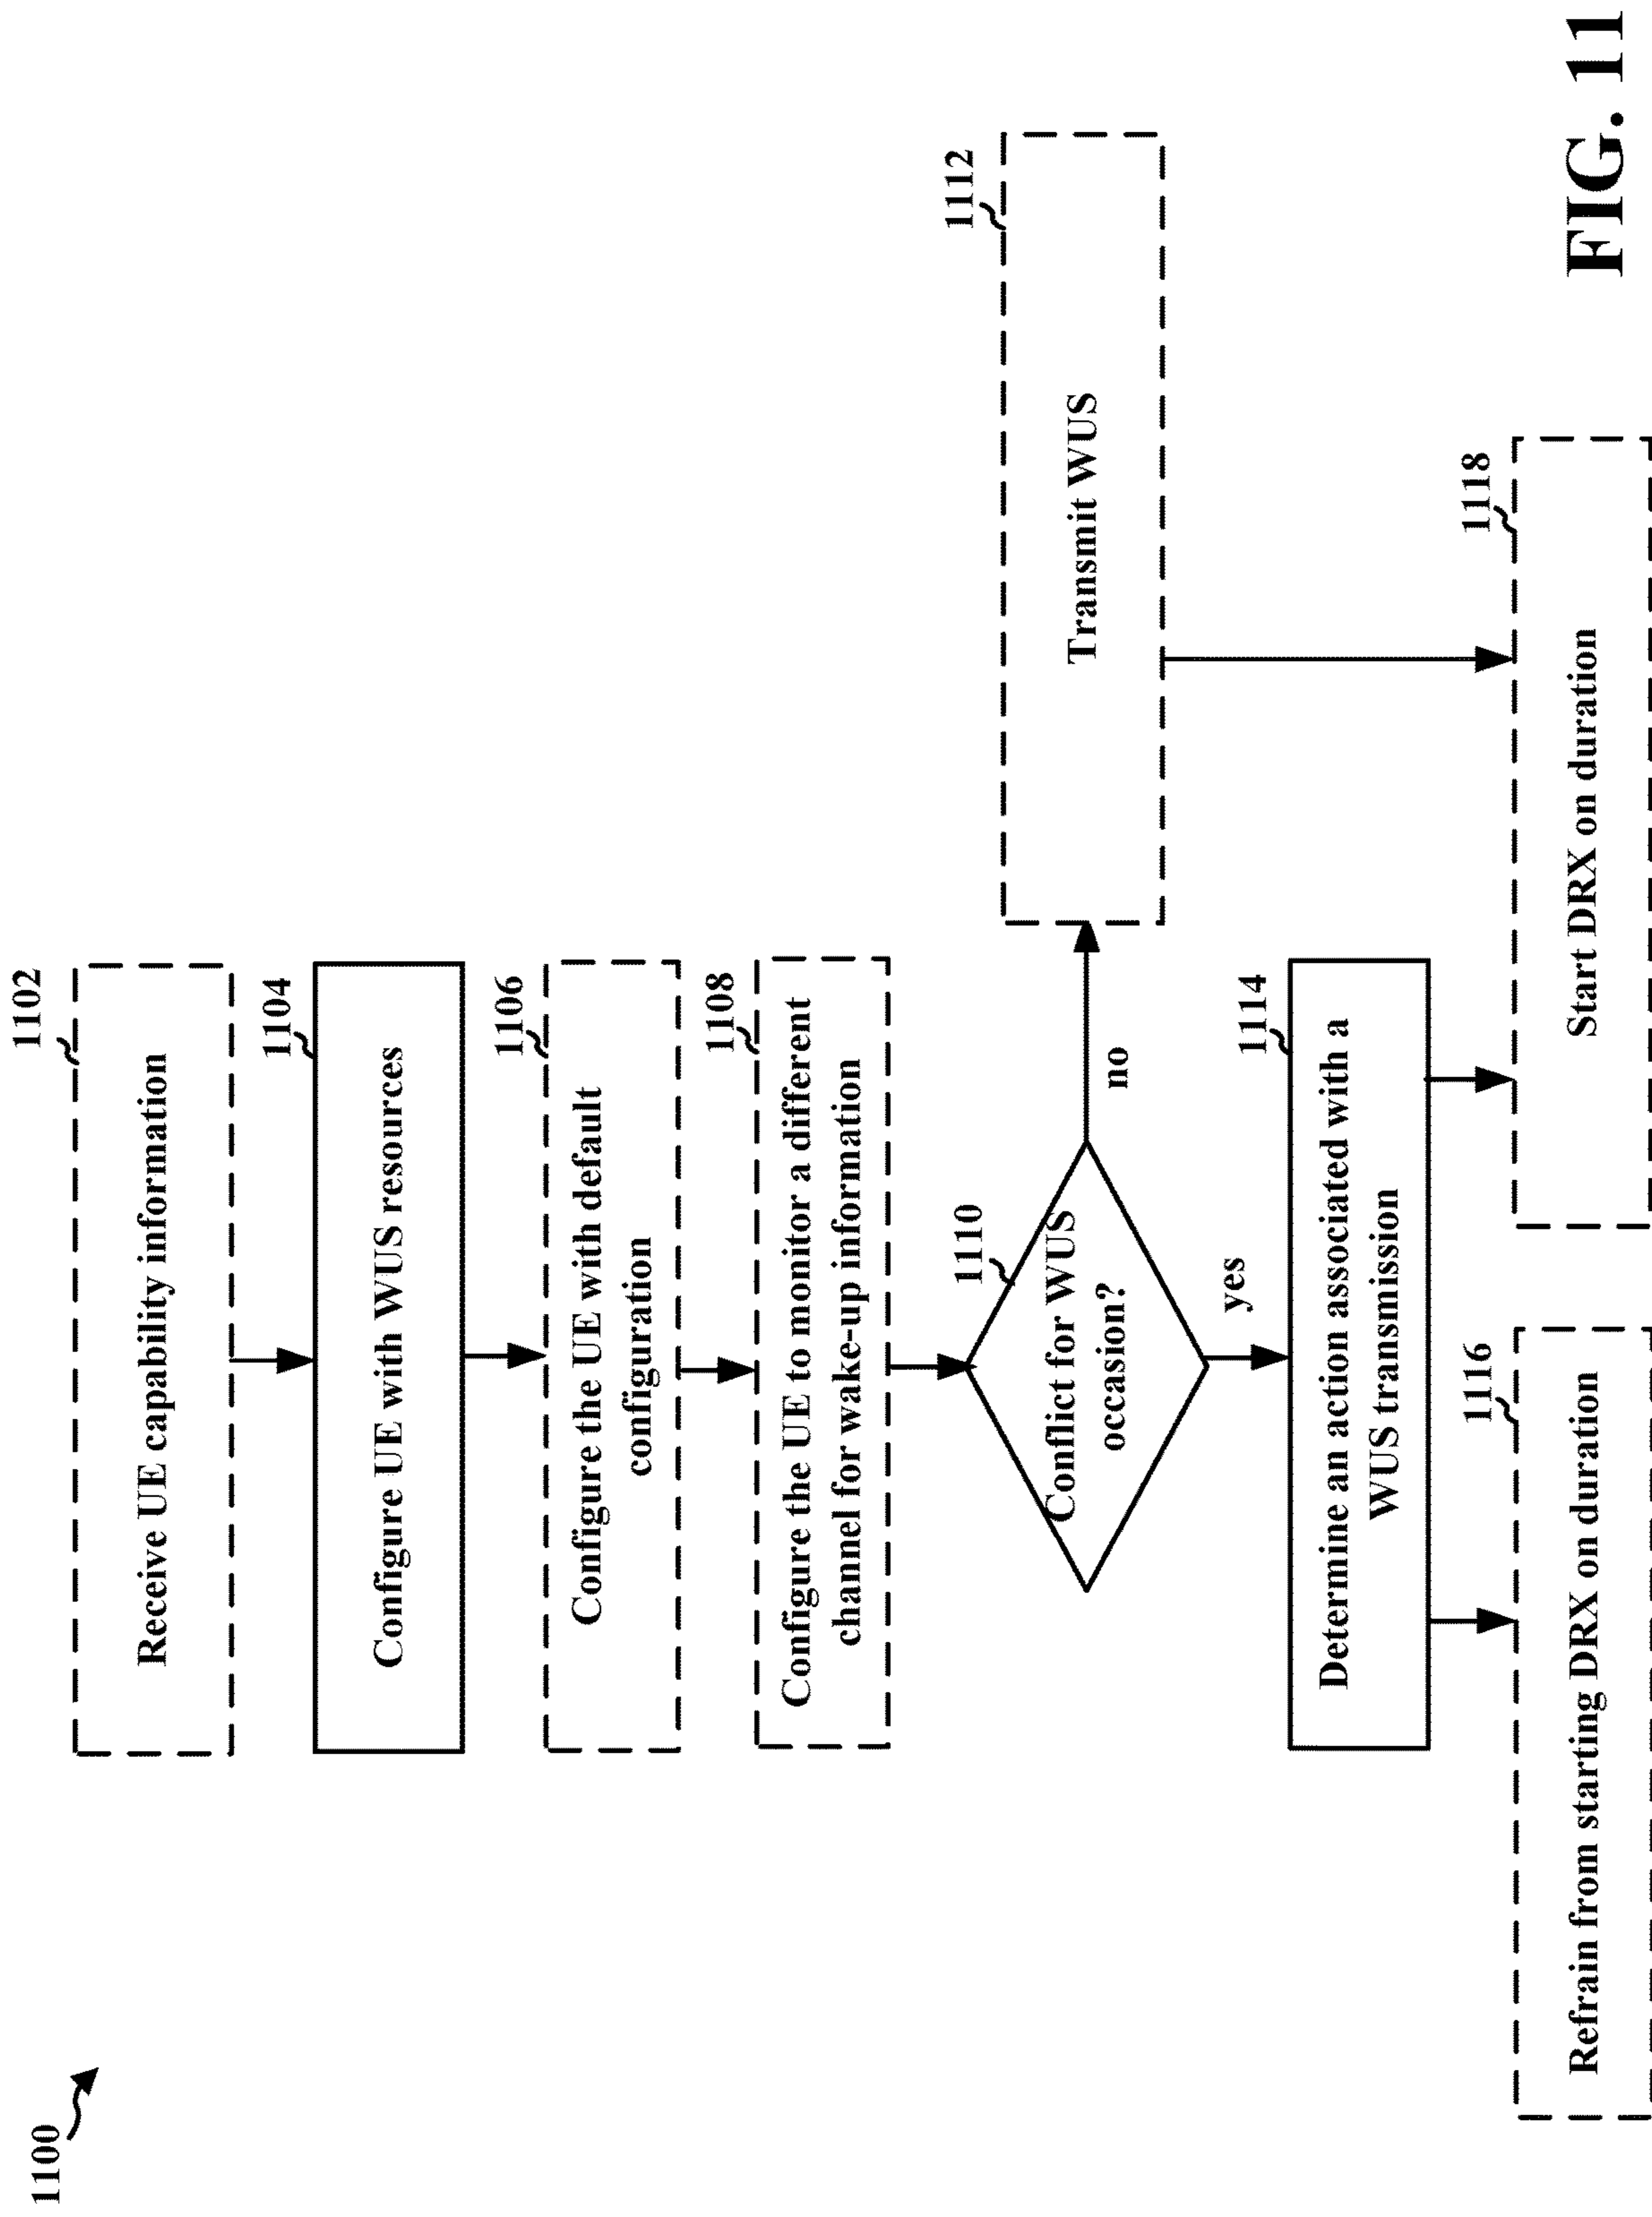 1100
1102
Receive UE capability information
1104
Configure UE with WUS resources
1106
Configure the UE with default
configuration
1108
Configure the UE to monitor a different
channel for wake-up information
1110
Conflict for WUS
occasion?
no
1112
Transmit WUS
yes
1114
Determine an action associated with a
WUS transmission
1116
Refrain from starting DRX on duration
1118
Start DRX on duration
FIG. 11